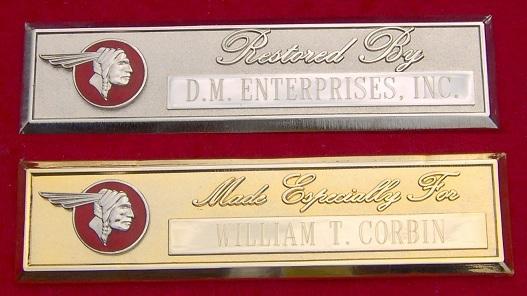 Restored By
D.M. ENTERPRISES, INC.
Made Especially For
WILLIAM T. CORBIN